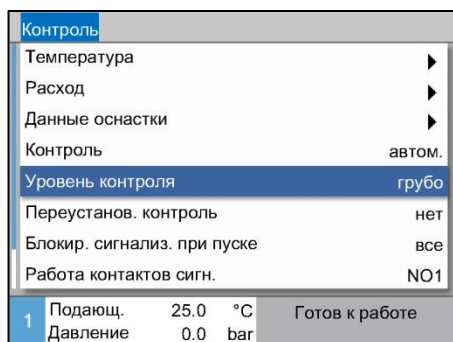 Контроль
Температура
Расход
Данные оснастки
Контроль автом.
Уровень контроля грубо
Переустанов. контроль нет
Блокир. сигнализ. при пуске все
Работа контактов сигн. NO1
1 Подающ. 25.0 °C Готов к работе
Давление 0.0 bar